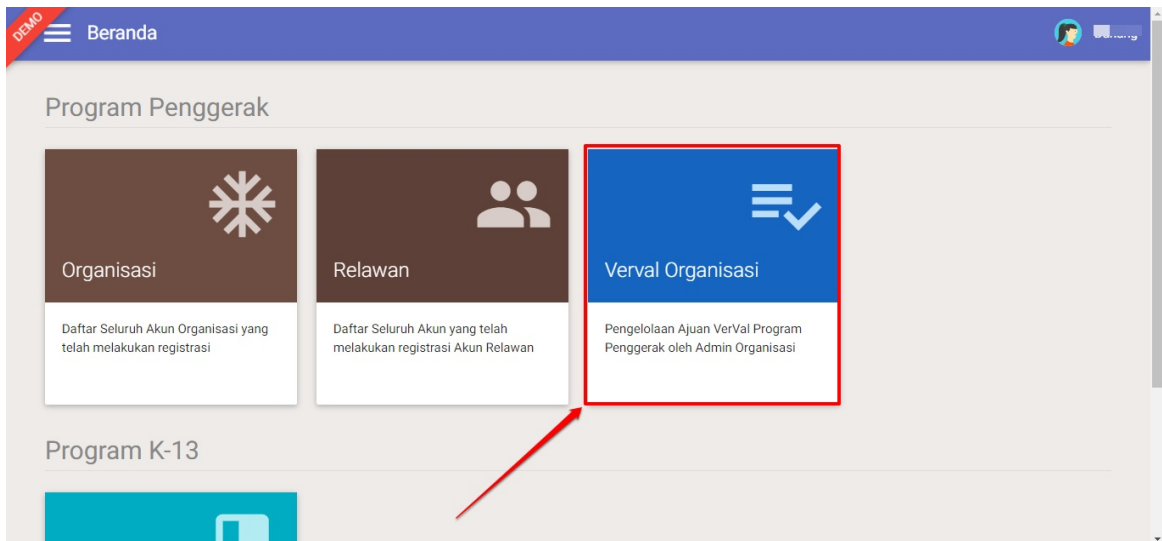 DEMO
Beranda
Program Penggerak
Organisasi
Daftar Seluruh Akun Organisasi yang
telah melakukan registrasi
Relawan
Daftar Seluruh Akun yang telah
melakukan registrasi Akun Relawan
Verval Organisasi
Pengelolaan Ajuan VerVal Program
Penggerak oleh Admin Organisasi
Program K-13